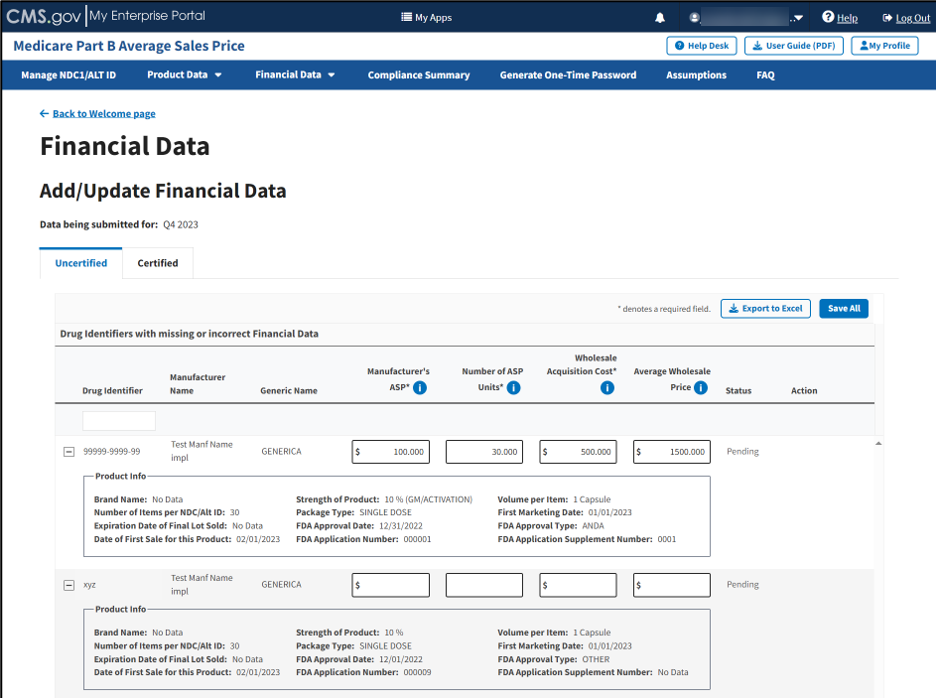 CMS.gov My Enterprise Portal My Apps Help Log Out
Medicare Part B Average Sales Price Help Desk User Guide (PDF) My Profile
Manage NDC1/ALT ID Product Data Financial Data Compliance Summary Generate One-Time Password Assumptions FAQ
Back to Welcome page
Financial Data
Add/Update Financial Data
Data being submitted for: Q4 2023
Uncertified Certified
* denotes a required field. Export to Excel Save All
Drug Identifiers with missing or incorrect Financial Data
Drug Identifier Manufacturer Name Generic Name Manufacturer's ASP* Number of ASP Units* Wholesale Acquisition Cost* Average Wholesale Price Status Action
99999-9999-99 Test Manf Name impl GENERICA $ 100.000 30.000 $ 500.000 $ 1500.000 Pending
Product Info
Brand Name: No Data Strength of Product: 10 % (GM/ACTIVATION) Volume per Item: 1 Capsule
Number of Items per NDC/Alt ID: 30 Package Type: SINGLE DOSE First Marketing Date: 01/01/2023
Expiration Date of Final Lot Sold: No Data FDA Approval Date: 12/31/2022 FDA Approval Type: ANDA
Date of First Sale for this Product: 02/01/2023 FDA Application Number: 000001 FDA Application Supplement Number: 0001
xyz Test Manf Name impl GENERICA $ $ $ Pending
Product Info
Brand Name: No Data Strength of Product: 10 % Volume per Item: 1 Capsule
Number of Items per NDC/Alt ID: 30 Package Type: SINGLE DOSE First Marketing Date: 01/01/2023
Expiration Date of Final Lot Sold: No Data FDA Approval Date: 12/01/2022 FDA Approval Type: OTHER
Date of First Sale for this Product: 02/01/2023 FDA Application Number: 000009 FDA Application Supplement Number: No Data